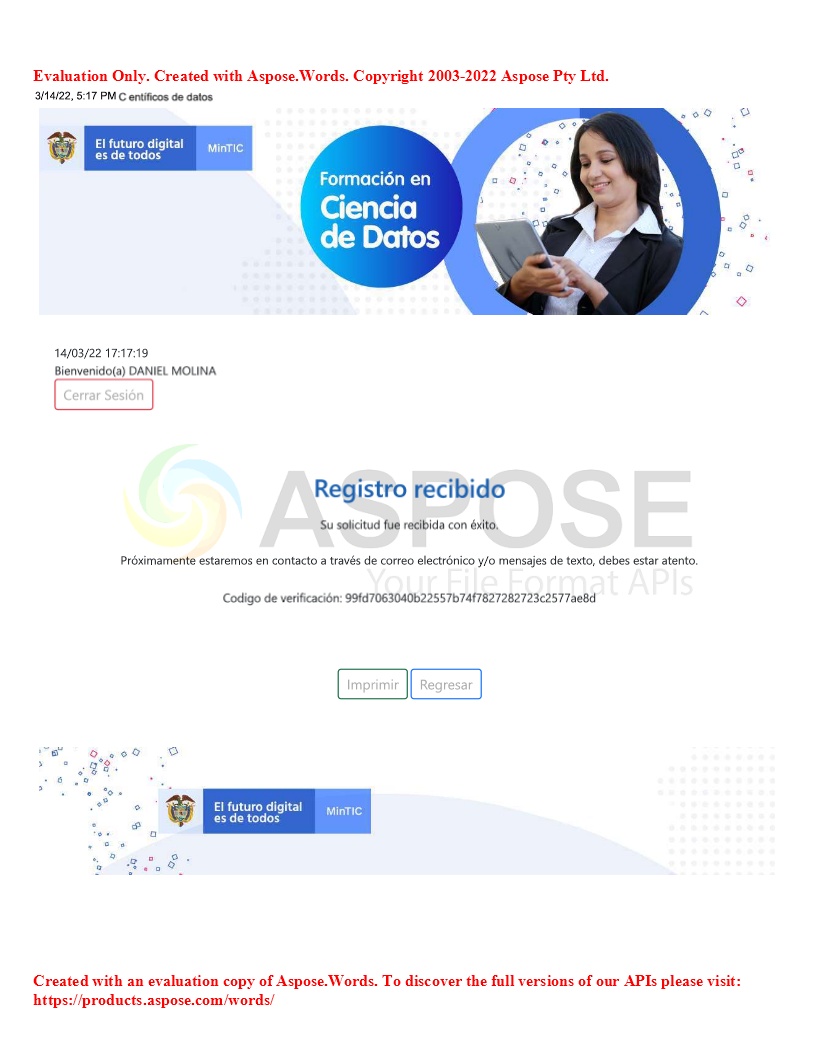 Evaluation Only. Created with Aspose.Words. Copyright 2003-2022 Aspose Pty Ltd.
3/14/22, 5:17 PM C entíficos de datos
El futuro digital
es de todos
MinTIC
Formación en
Ciencia
de Datos
14/03/22 17:17:19
Bienvenido(a) DANIEL MOLINA
Cerrar Sesión
ASPOSE
Your File Format APIs
Registro recibido
Su solicitud fue recibida con éxito.
Próximamente estaremos en contacto a través de correo electrónico y/o mensajes de texto, debes estar atento.
Codigo de verificación: 99fd7063040b22557b74f7827282723c2577ae8d
Imprimir Regresar
El futuro digital
es de todos
MinTIC
Created with an evaluation copy of Aspose.Words. To discover the full versions of our APIs please visit:
https://products.aspose.com/words/